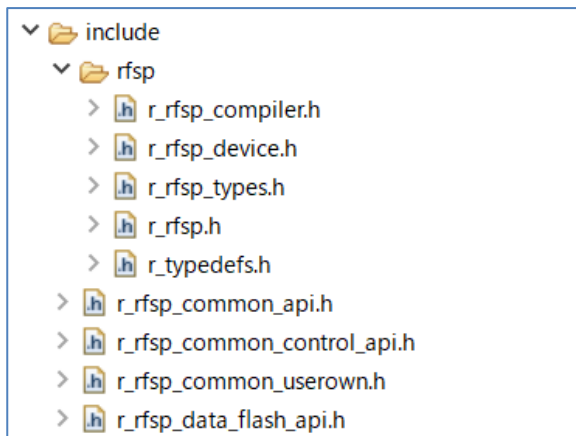 include
rfsp
.h r_rfsp_compiler.h
.h r_rfsp_device.h
.h r_rfsp_types.h
.h r_rfsp.h
.h r_typedefs.h
.h r_rfsp_common_api.h
.h r_rfsp_common_control_api.h
.h r_rfsp_common_userown.h
.h r_rfsp_data_flash_api.h